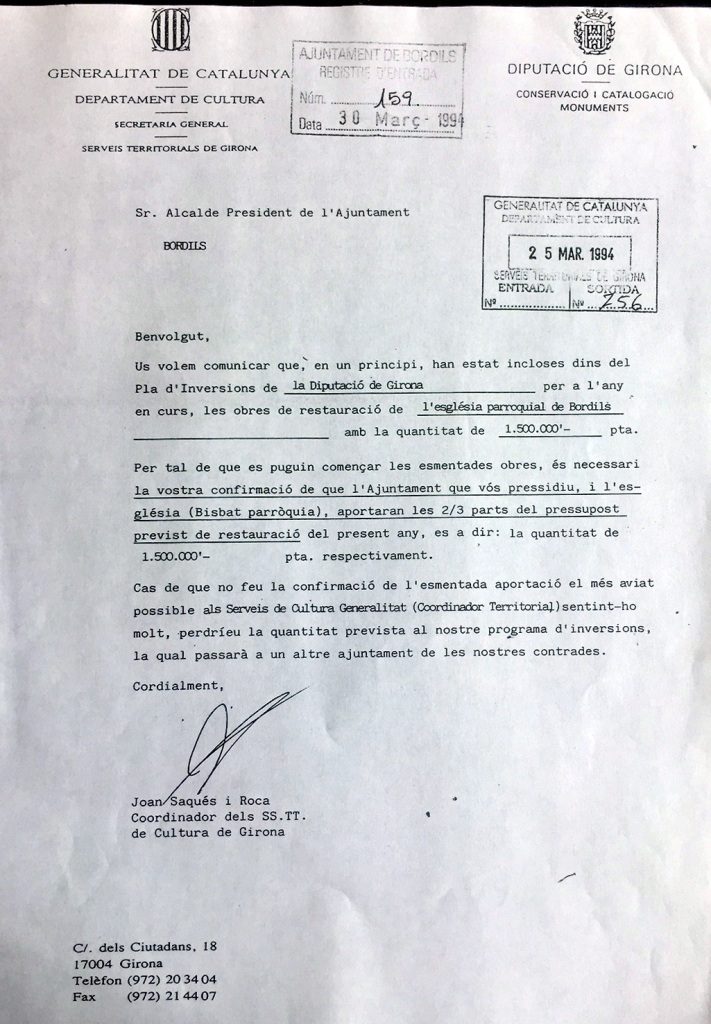 GENERALITAT DE CATALUNYA
DEPARTAMENT DE CULTURA
SECRETARIA GENERAL
SERVEIS TERRITORIALS DE GIRONA
AJUNTAMENT DE BORDILS
REGISTRE D'ENTRADA
Núm. 159
Data 30 Març - 1994
DIPUTACIÓ DE GIRONA
CONSERVACIÓ I CATALOGACIÓ
MONUMENTS
Sr. Alcalde President de l'Ajuntament
BORDILS
GENERALITAT DE CATALUNYA
DEPARTAMENT DE CULTURA
25 MAR. 1994
SERVEIS TERRITORIALS DE GIRONA
ENTRADA SORTIDA
Nº Nº 256
Benvolgut,
Us volem comunicar que, en un principi, han estat incloses dins del
Pla d'Inversions de la Diputació de Girona per a l'any
en curs, les obres de restauració de l'església parroquial de Bordils
amb la quantitat de 1.500.000'- pta.
Per tal de que es puguin començar les esmentades obres, és necessari
la vostra confirmació de que l'Ajuntament que vós pressidiu, i l'es-
glésia (Bisbat parròquia), aportaran les 2/3 parts del pressupost
previst de restauració del present any, es a dir: la quantitat de
1.500.000'- pta. respectivament.
Cas de que no feu la confirmació de l'esmentada aportació el més aviat
possible als Serveis de Cultura Generalitat (Coordinador Territorial) sentint-ho
molt, perdríeu la quantitat prevista al nostre programa d'inversions,
la qual passarà a un altre ajuntament de les nostres contrades.
Cordialment,
Joan Saqués i Roca
Coordinador dels SS.TT.
de Cultura de Girona
C/. dels Ciutadans, 18
17004 Girona
Telèfon (972) 20 34 04
Fax (972) 21 44 07